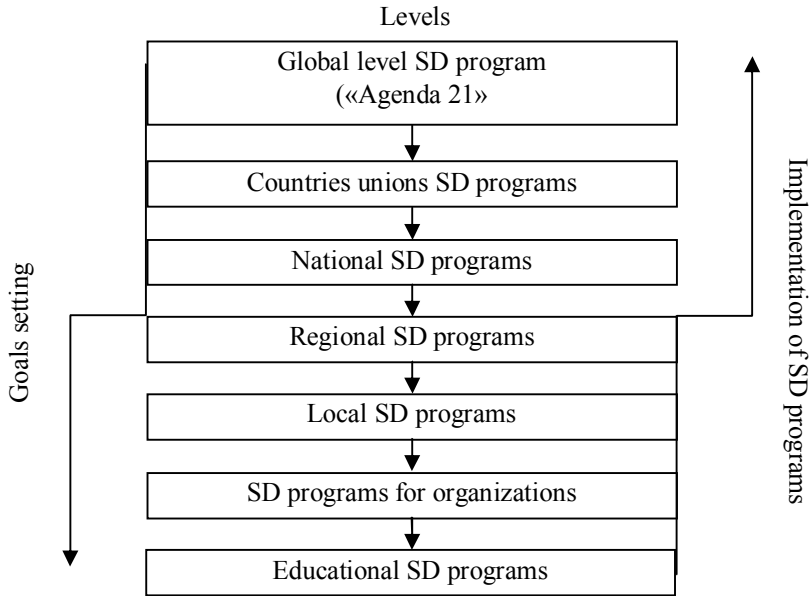 Levels
Global level SD program
(«Agenda 21»
Countries unions SD programs
National SD programs
Regional SD programs
Local SD programs
SD programs for organizations
Educational SD programs
Goals setting
Implementation of SD
programs